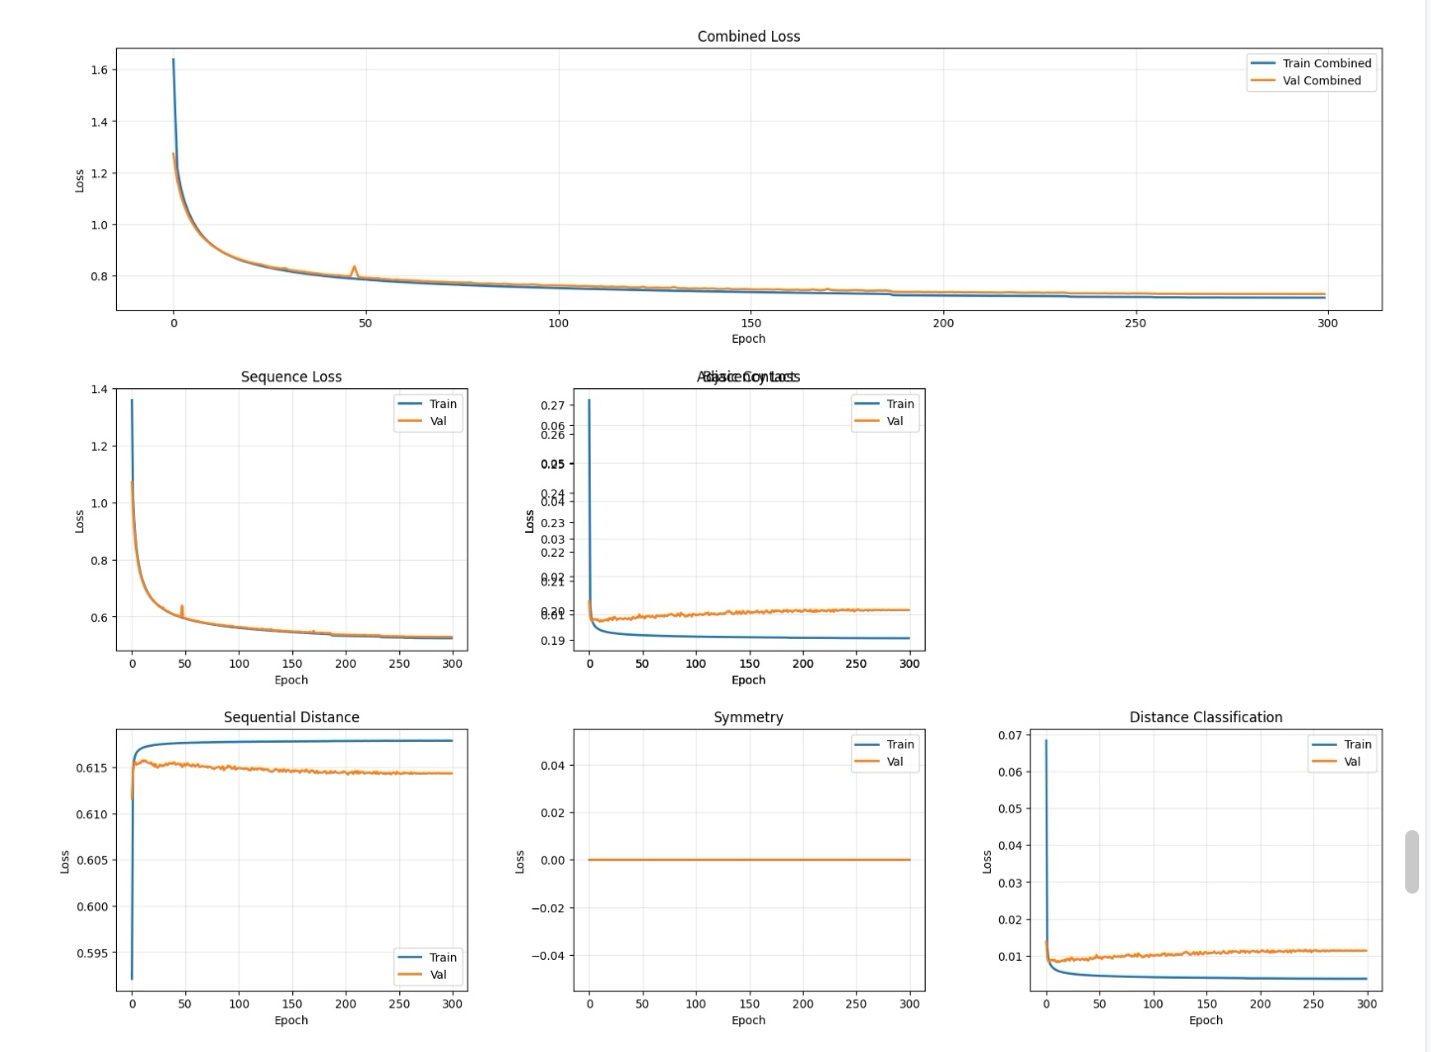 Combined Loss
Train Combined
Val Combined
1.6
1.4
1.2
1.0
0.8
Loss
0 50 100 150 200 250 300
Epoch
Sequence Loss
Train
Val
1.4
1.2
1.0
0.8
0.6
Loss
0 50 100 150 200 250 300
Epoch
Train
Val
0.27
0.06
0.26
0.25
0.24
0.04
0.23
0.03
0.22
0.02
0.21
0.20
0.01
0.19
Loss
0 50 100 150 200 250 300
Epoch
Sequential Distance
0.615
0.610
0.605
0.600
0.595
Loss
Train
Val
0 50 100 150 200 250 300
Epoch
Symmetry
Train
Val
0.04
0.02
0.00
−0.02
−0.04
Loss
0 50 100 150 200 250 300
Epoch
Distance Classification
Train
Val
0.07
0.06
0.05
0.04
0.03
0.02
0.01
Loss
0 50 100 150 200 250 300
Epoch